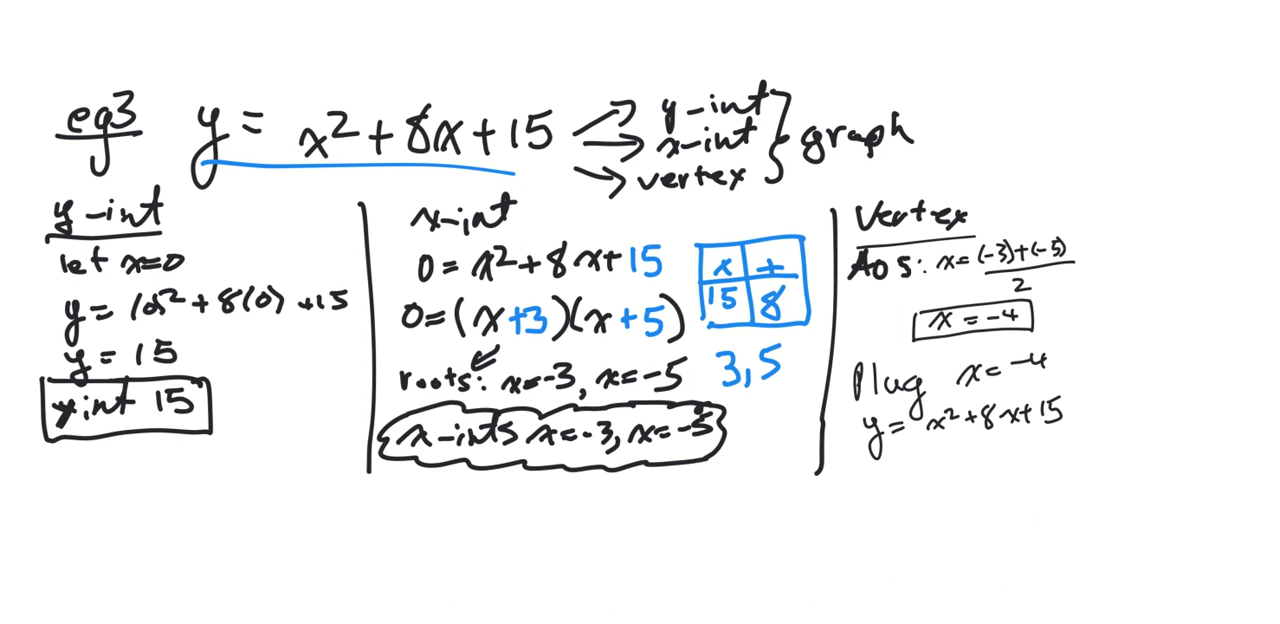 eg3 y = x² + 8x + 15 → y-int → x-int → vertex } graph
y-int
let x=0
y = (0)² + 8(0) + 15
y = 15
y int 15
x-int
0 = x² + 8x + 15
0 = (x+3)(x+5)
roots: x=-3, x=-5
x-ints x=-3, x=-5
x +
15 8
3,5
Vertex
AoS: x = (-3)+(-5) / 2
x = -4
Plug x = -4
y = x² + 8x + 15